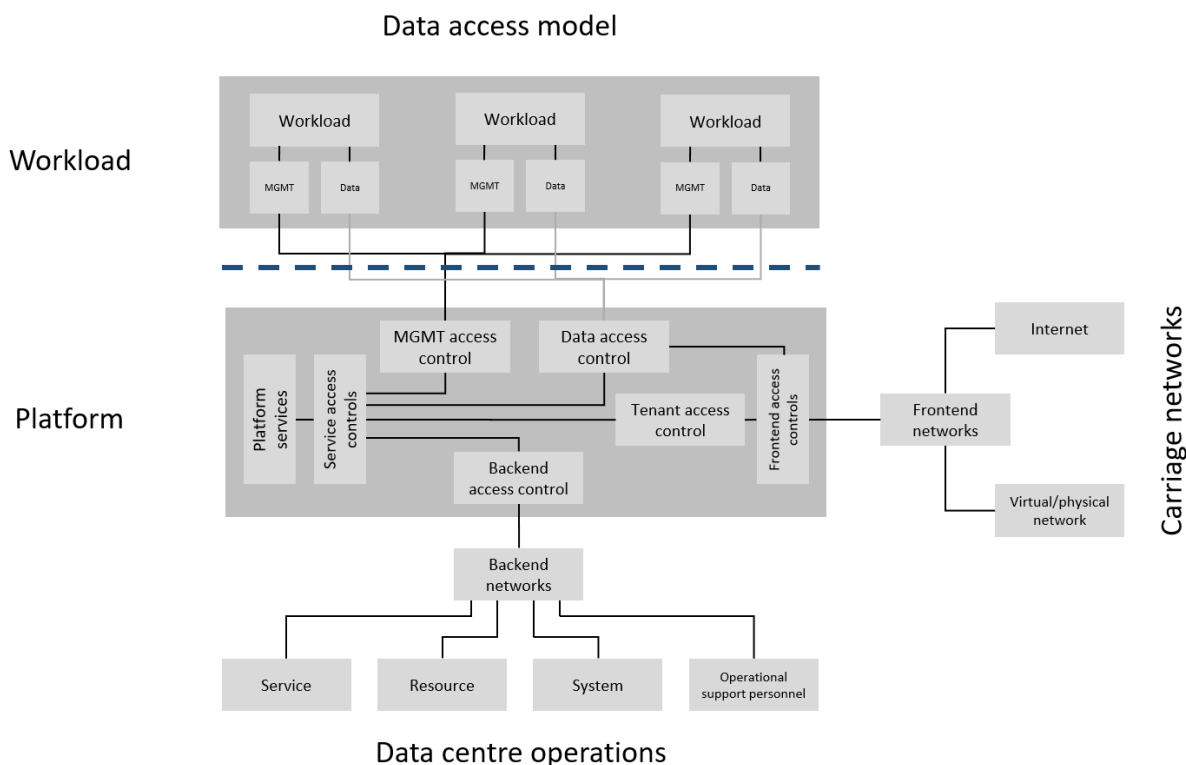 Data access model
Workload
Workload
Workload
Workload
MGMT
Data
MGMT
Data
MGMT
Data
Platform
MGMT access
control
Data access
control
Platform
services
Service access
controls
Tenant access
control
Frontend access
controls
Backend
access control
Internet
Frontend
networks
Virtual/physical
network
Carriage networks
Backend
networks
Service
Resource
System
Operational
support personnel
Data centre operations